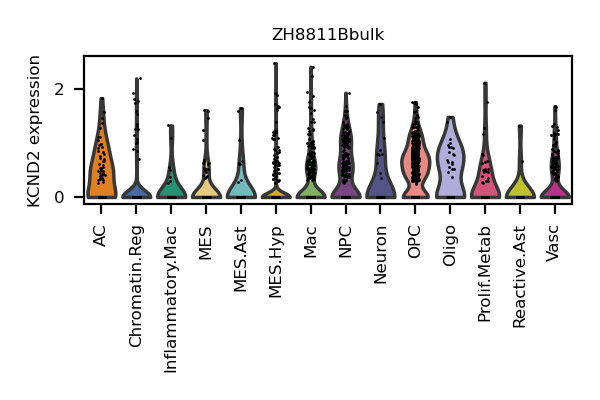 ZH8811Bbulk
KCND2 expression
2
0
AC
Chromatin.Reg
Inflammatory.Mac
MES
MES.Ast
MES.Hyp
Mac
NPC
Neuron
OPC
Oligo
Prolif.Metab
Reactive.Ast
Vasc